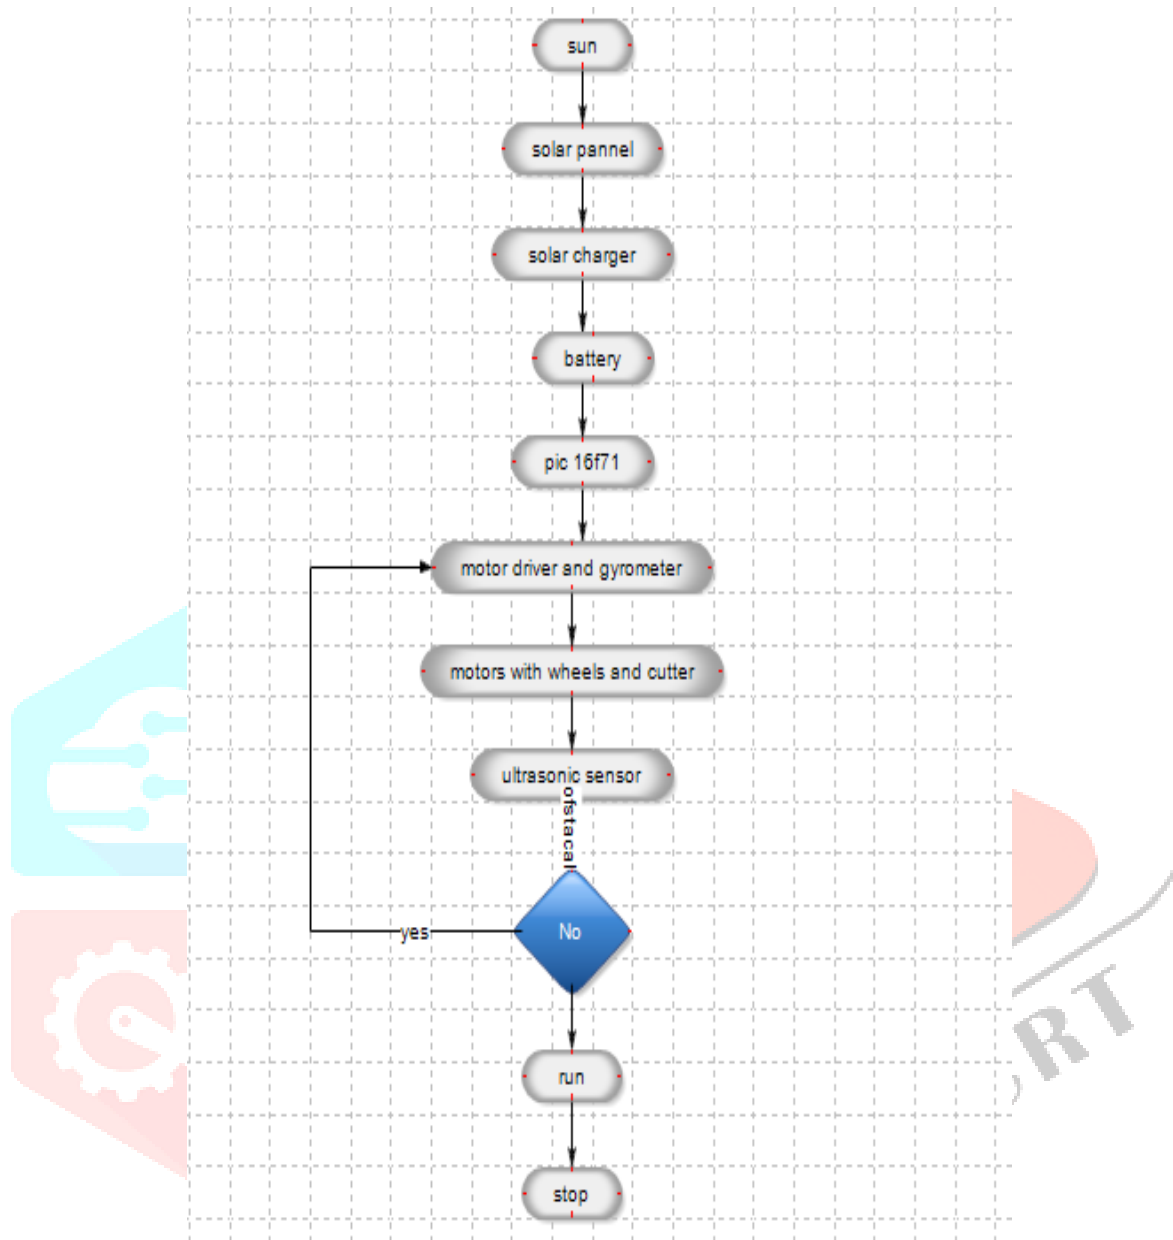 sun
solar pannel
solar charger
battery
pic 16f71
motor driver and gyrometer
motors with wheels and cutter
ultrasonic sensor
ofstacal
No
yes
run
stop